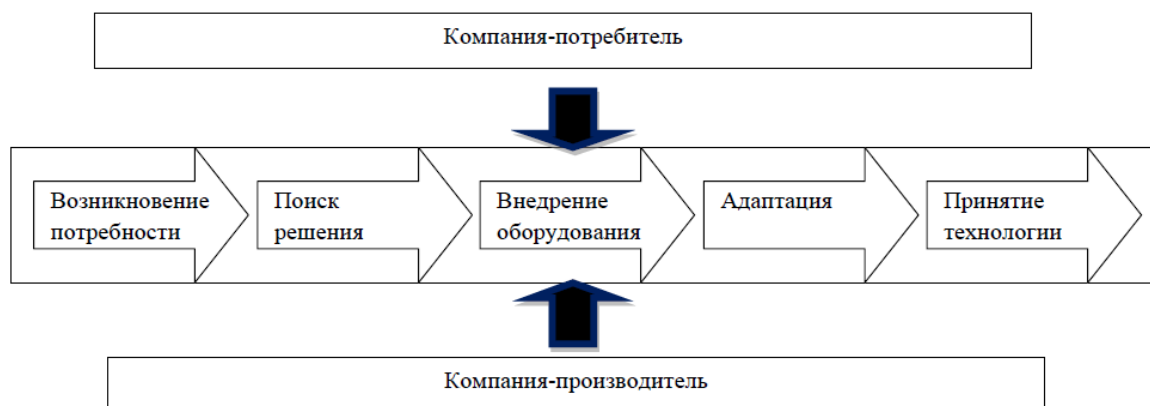 Компания-потребитель
Возникновение
потребности
Поиск
решения
Внедрение
оборудования
Адаптация
Принятие
технологии
Компания-производитель